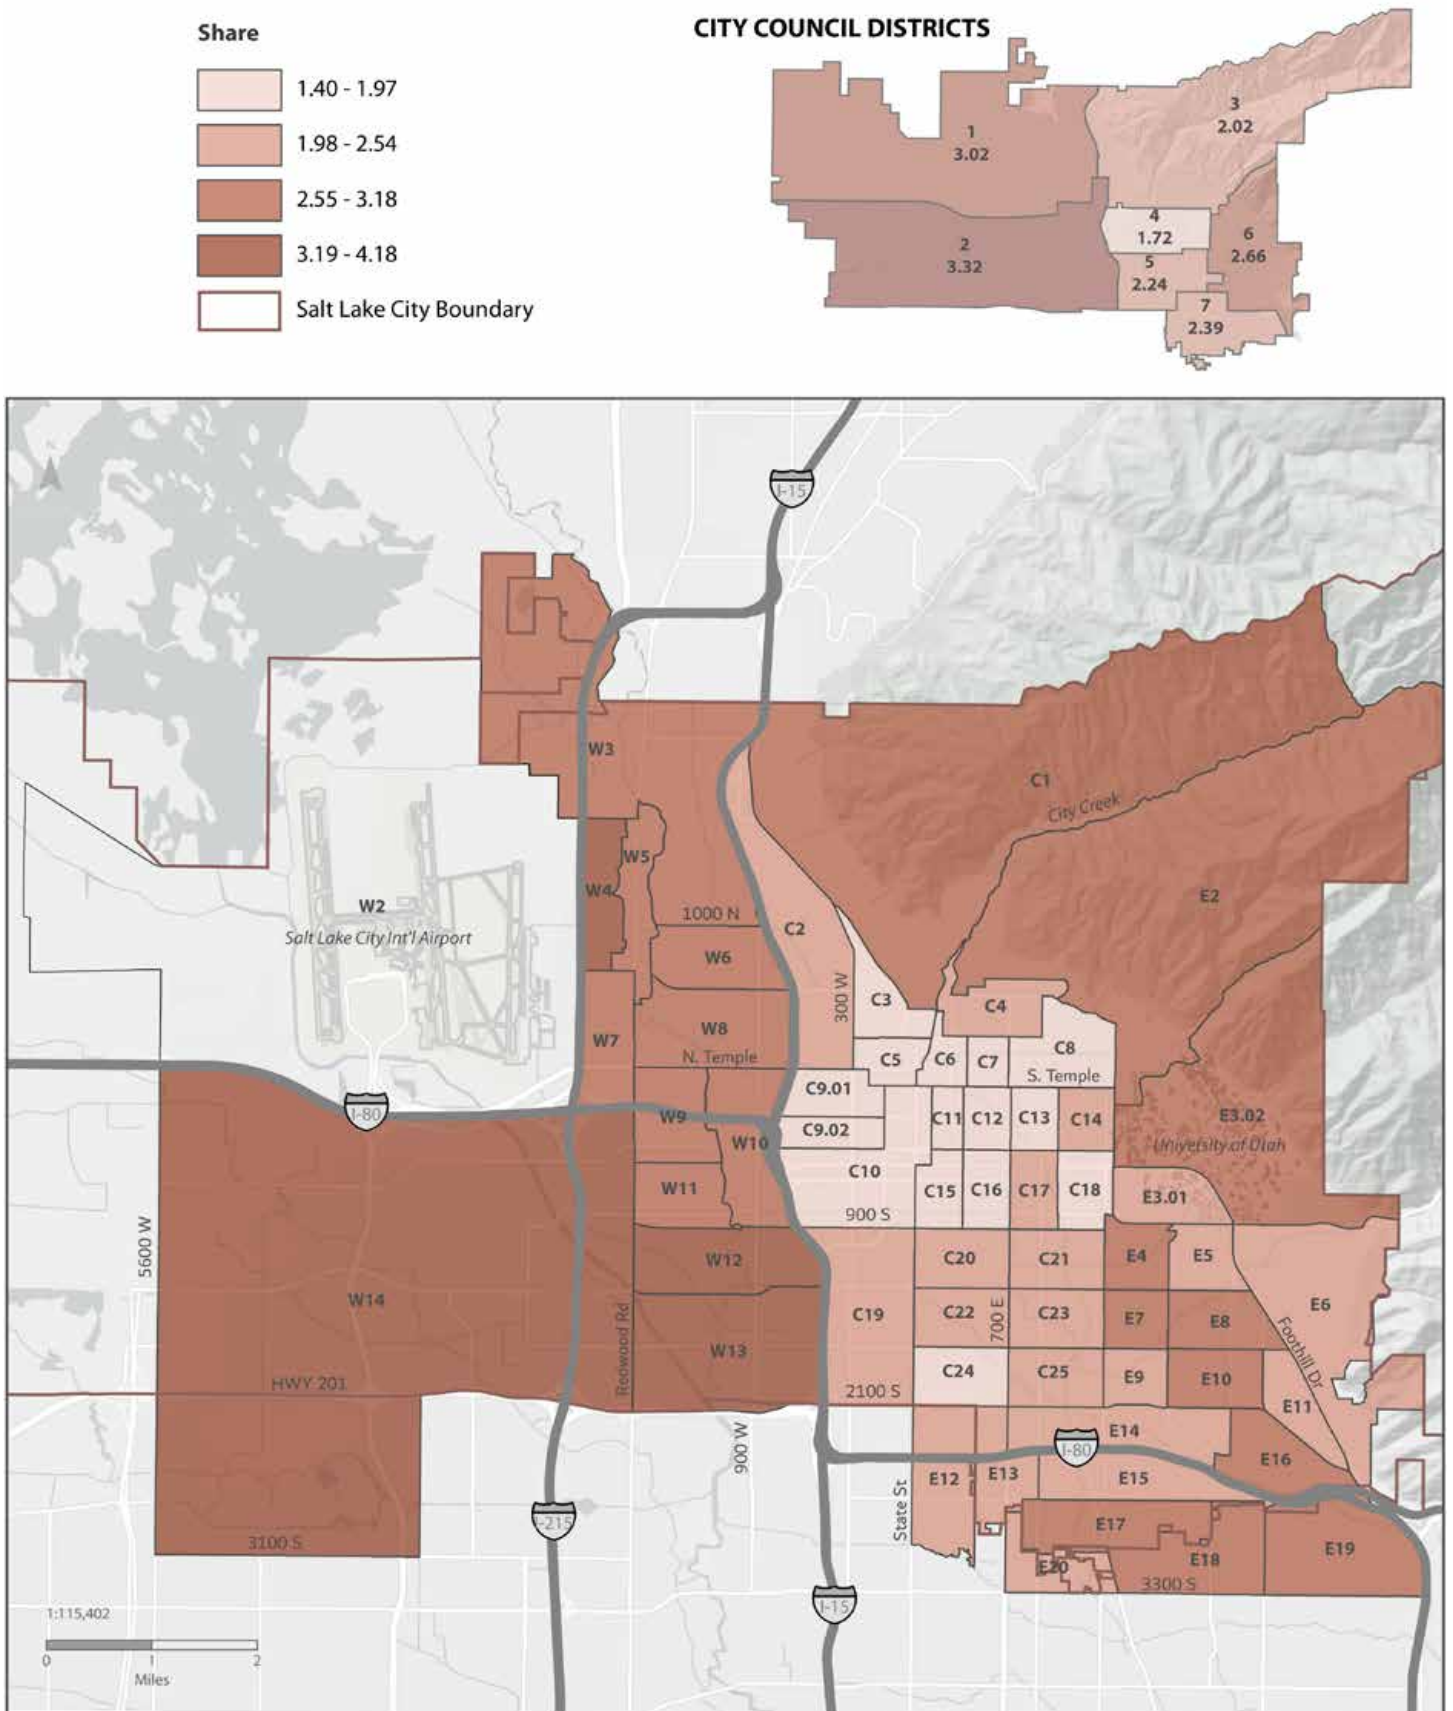 Share
1.40 - 1.97
1.98 - 2.54
2.55 - 3.18
3.19 - 4.18
Salt Lake City Boundary
CITY COUNCIL DISTRICTS
1
3.02
2
3.32
3
2.02
4
1.72
5
2.24
6
2.66
7
2.39
N
I-15
W3
C1
City Creek
W5
W4
E2
W2
Salt Lake City Int'l Airport
1000 N
C2
W6
300 W
C3
C4
W7
W8
N. Temple
C5
C6
C7
C8
S. Temple
C9.01
I-80
W9
W10
C9.02
C11
C12
C13
C14
E3.02
University of Utah
C10
W11
C15
C16
C17
C18
E3.01
900 S
5600 W
W12
C20
C21
E4
E5
W14
C19
C22
700 E
C23
E7
E8
E6
Foothill Dr
Redwood Rd
W13
HWY 201
2100 S
C24
C25
E9
E10
E11
900 W
E14
I-80
E12
E13
E15
E16
State St
I-215
E17
3100 S
E20
E18
E19
3300 S
I-15
1:115,402
0 1 2
Miles